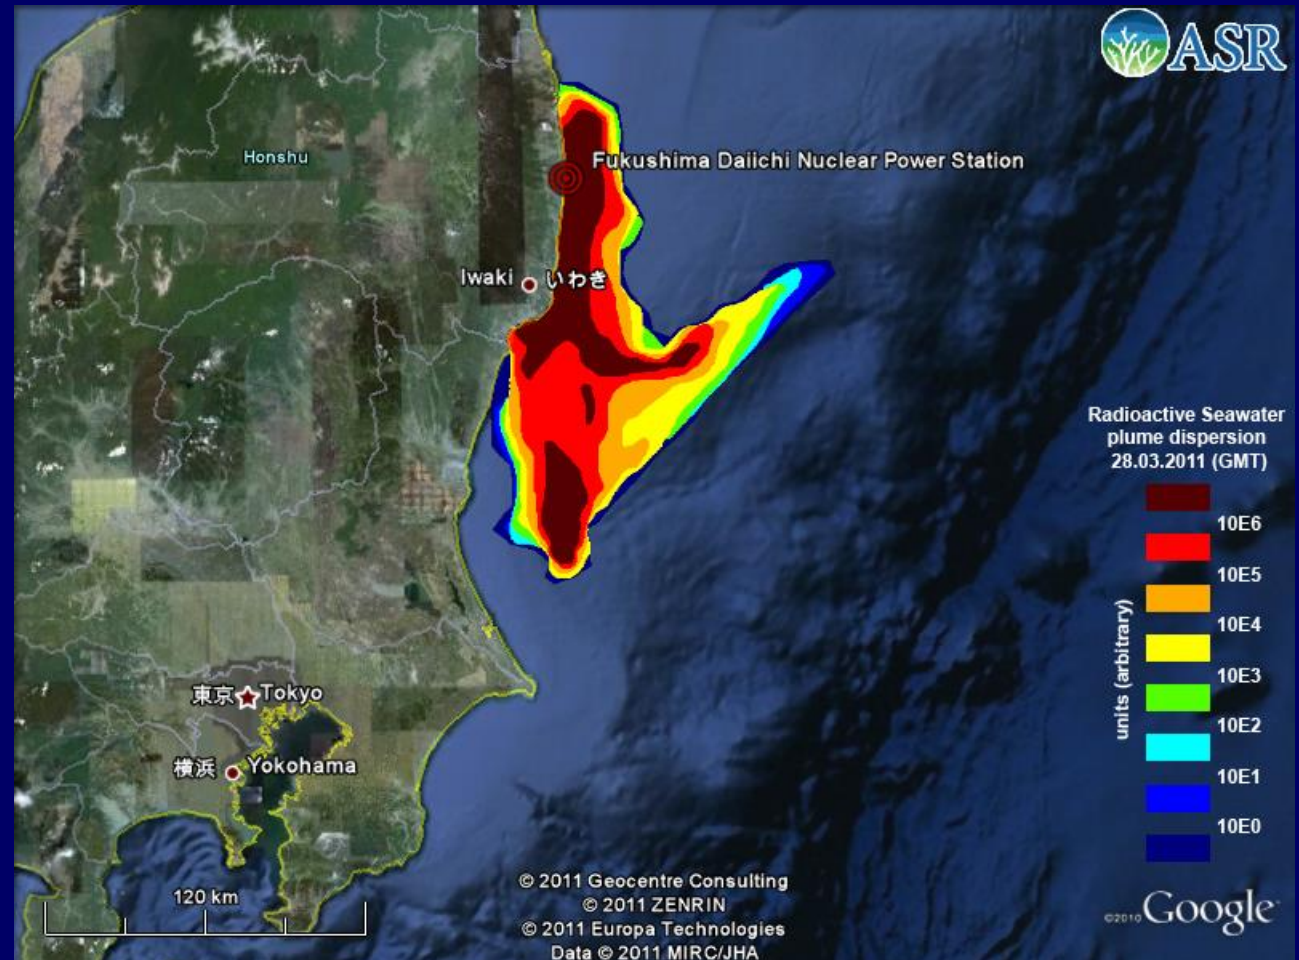 ASR
Honshu
Fukushima Daiichi Nuclear Power Station
Iwaki いわき
Radioactive Seawater
plume dispersion
28.03.2011 (GMT)
10E6
10E5
10E4
10E3
10E2
10E1
10E0
units (arbitrary)
東京 Tokyo
横浜 Yokohama
120 km
© 2011 Geocentre Consulting
© 2011 ZENRIN
© 2011 Europa Technologies
Data © 2011 MIRC/JHA
©2010 Google